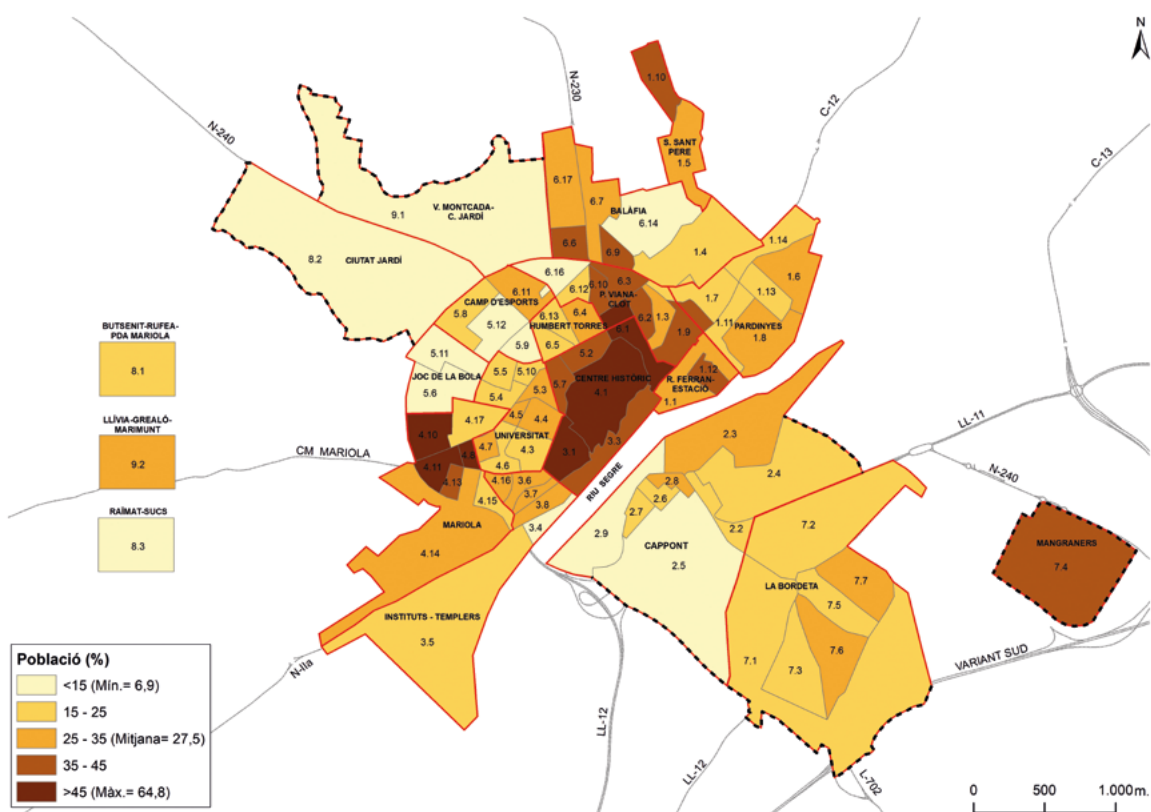 N
N-240
N-230
C-12
C-13
1.10
S. SANT
PERE
1.5
6.17
6.7
BALÀFIA
6.14
V. MONTCADA-
C. JARDÍ
9.1
6.6
6.9
1.4
1.14
8.2
CIUTAT JARDÍ
6.16
6.10
6.3
1.6
6.11
6.12
P. VIANA-
CLOT
1.7
1.13
CAMP D'ESPORTS
5.8
6.13
6.4
6.2
1.3
1.11
PARDINYES
5.12
HUMBERT TORRES
6.1
1.9
1.8
5.9
6.5
5.2
5.11
JOC DE LA BOLA
5.5
5.10
5.7
CENTRE HISTÒRIC
R. FERRAN-
ESTACIÓ
1.12
5.6
5.4
5.3
4.1
1.1
4.17
4.5
4.4
4.10
UNIVERSITAT
3.3
2.3
4.7
4.3
3.1
4.8
4.11
4.6
RIU SEGRE
2.4
4.13
4.16
3.6
2.8
4.15
3.7
2.6
3.8
2.7
MARIOLA
3.4
2.9
2.2
7.2
4.14
CAPPONT
2.5
7.7
LA BORDETA
7.5
INSTITUTS - TEMPLERS
3.5
7.6
7.1
7.3
MANGRANERS
7.4
CM MARIOLA
LL-11
N-240
N-IIa
LL-12
LL-12
L-702
VARIANT SUD
BUTSENIT-RUFEA-
PDA MARIOLA
8.1
LLÍVIA-GREALÓ-
MARIMUNT
9.2
RAÏMAT-SUCS
8.3
Població (%)
<15 (Mín.= 6,9)
15 - 25
25 - 35 (Mitjana= 27,5)
35 - 45
>45 (Màx.= 64,8)
0 500 1.000 m.